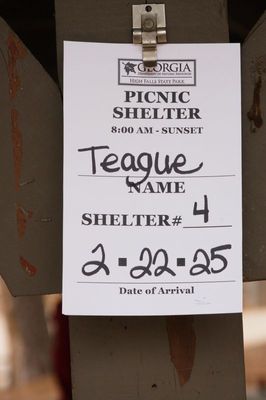 GEORGIA
HIGH FALLS STATE PARK
PICNIC
SHELTER
8:00 AM - SUNSET
Teague
NAME
SHELTER# 4
2 ▪ 22 ▪ 25
Date of Arrival